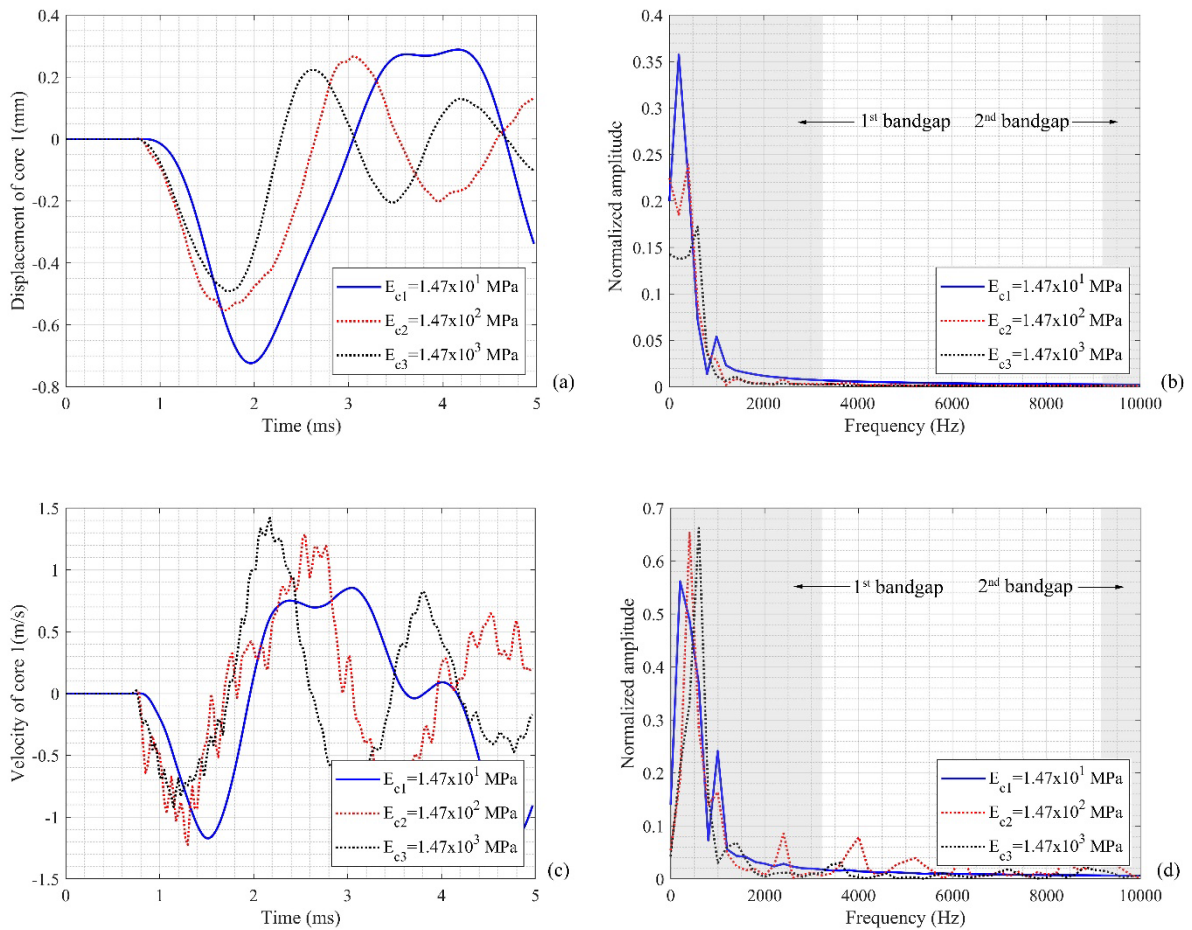 0.4
0.2
0
-0.2
-0.4
-0.6
-0.8
Displacement of core 1(mm)
E_c1=1.47x10^1 MPa
E_c2=1.47x10^2 MPa
E_c3=1.47x10^3 MPa
0 1 2 3 4 5
Time (ms)
(a)
0.35
0.3
0.25
0.2
0.15
0.1
0.05
0
Normalized amplitude
1^st bandgap 2^nd bandgap
E_c1=1.47x10^1 MPa
E_c2=1.47x10^2 MPa
E_c3=1.47x10^3 MPa
0 2000 4000 6000 8000 10000
Frequency (Hz)
(b)
1.5
1
0.5
0
-0.5
-1
-1.5
Velocity of core 1(m/s)
E_c1=1.47x10^1 MPa
E_c2=1.47x10^2 MPa
E_c3=1.47x10^3 MPa
0 1 2 3 4 5
Time (ms)
(c)
0.7
0.6
0.5
0.4
0.3
0.2
0.1
0
Normalized amplitude
1^st bandgap 2^nd bandgap
E_c1=1.47x10^1 MPa
E_c2=1.47x10^2 MPa
E_c3=1.47x10^3 MPa
0 2000 4000 6000 8000 10000
Frequency (Hz)
(d)